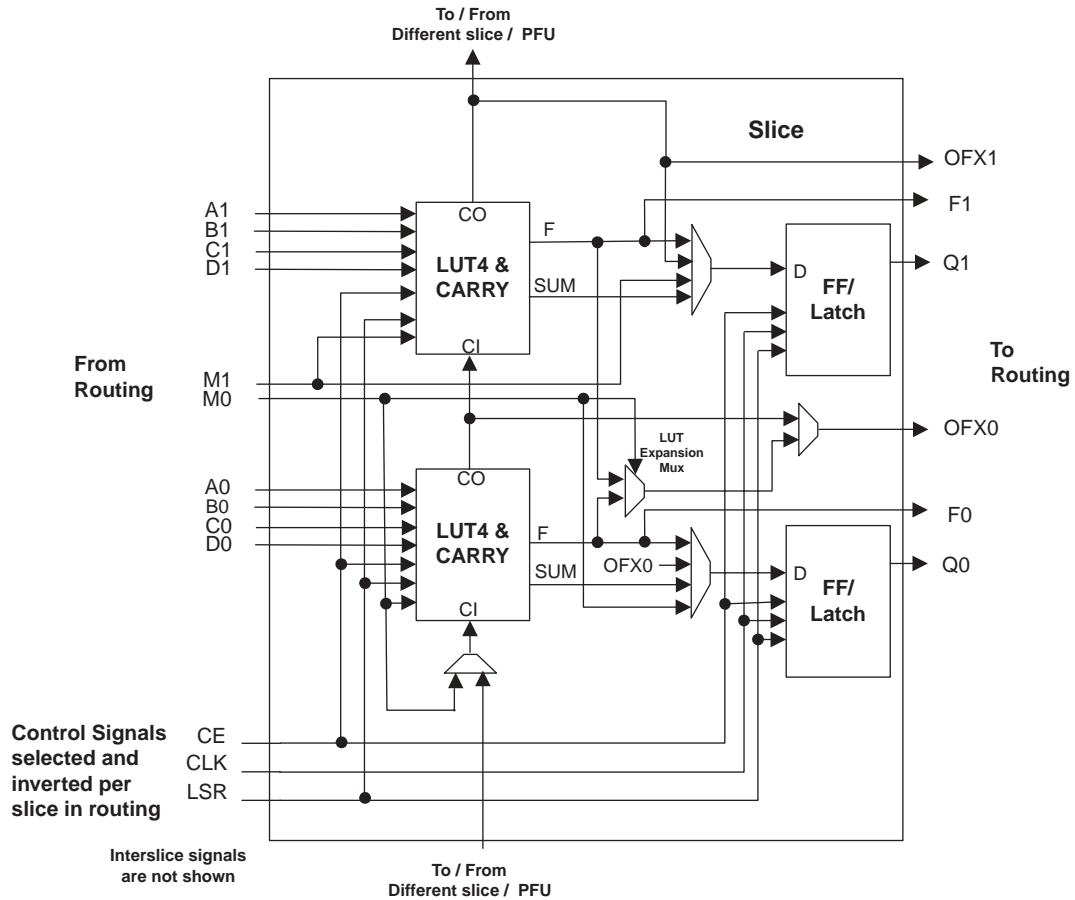 To / From
Different slice / PFU
Slice
OFX1
F1
A1
B1
C1
D1
CO
F
LUT4 &
CARRY
SUM
CI
D
FF/
Latch
Q1
From
Routing
M1
M0
To
Routing
OFX0
LUT
Expansion
Mux
A0
B0
C0
D0
CO
LUT4 &
CARRY
F
SUM
OFX0
CI
F0
D
FF/
Latch
Q0
Control Signals
selected and
inverted per
slice in routing
CE
CLK
LSR
Interslice signals
are not shown
To / From
Different slice / PFU